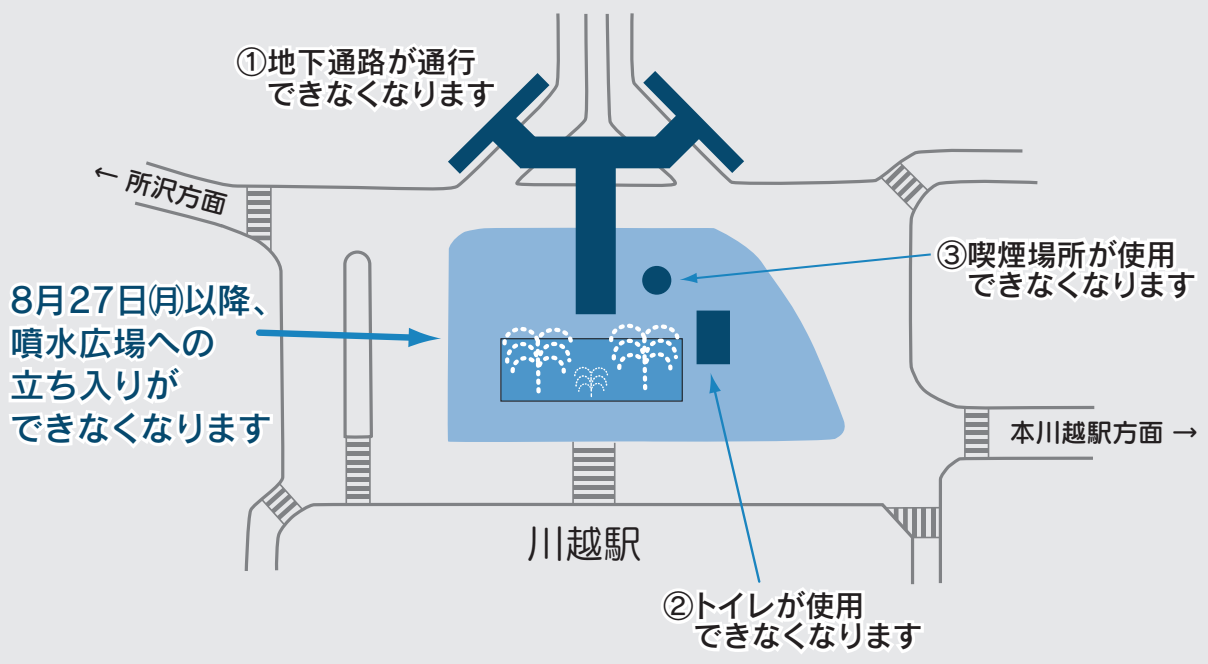 ①地下通路が通行
できなくなります
← 所沢方面
8月27日㈪以降、
噴水広場への
立ち入りが
できなくなります
③喫煙場所が使用
できなくなります
本川越駅方面 →
川越駅
②トイレが使用
できなくなります